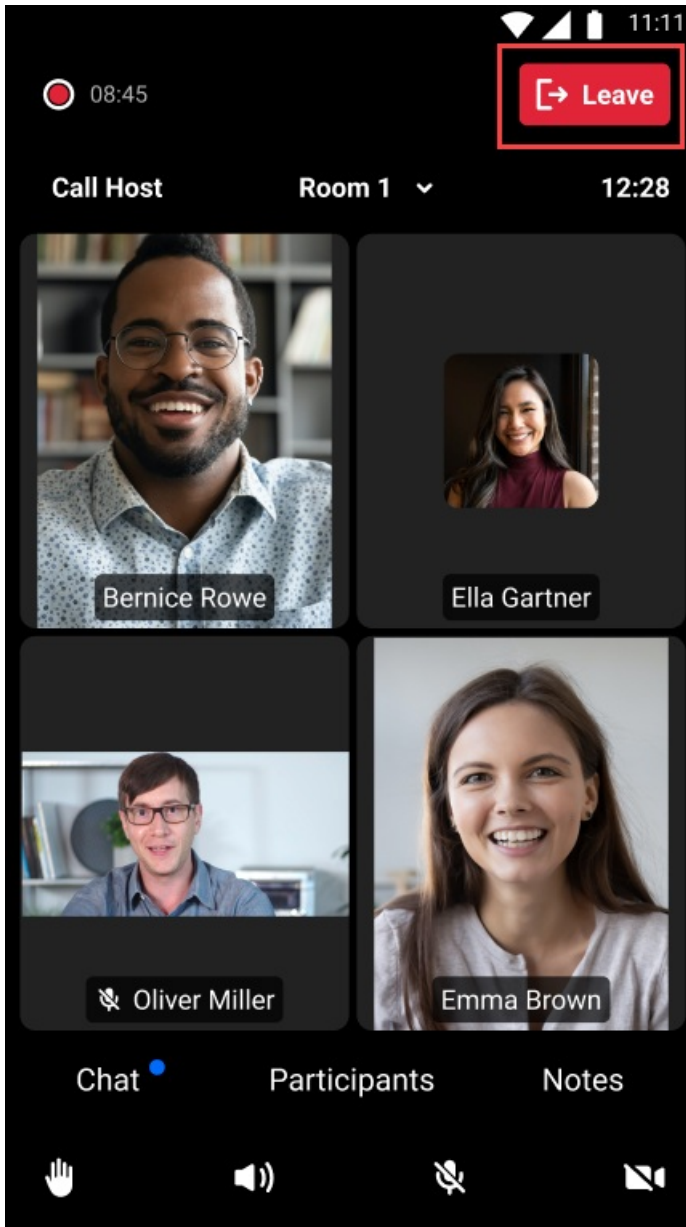 11:11
08:45
Leave
Call Host Room 1 12:28
Bernice Rowe Ella Gartner
Oliver Miller Emma Brown
Chat Participants Notes